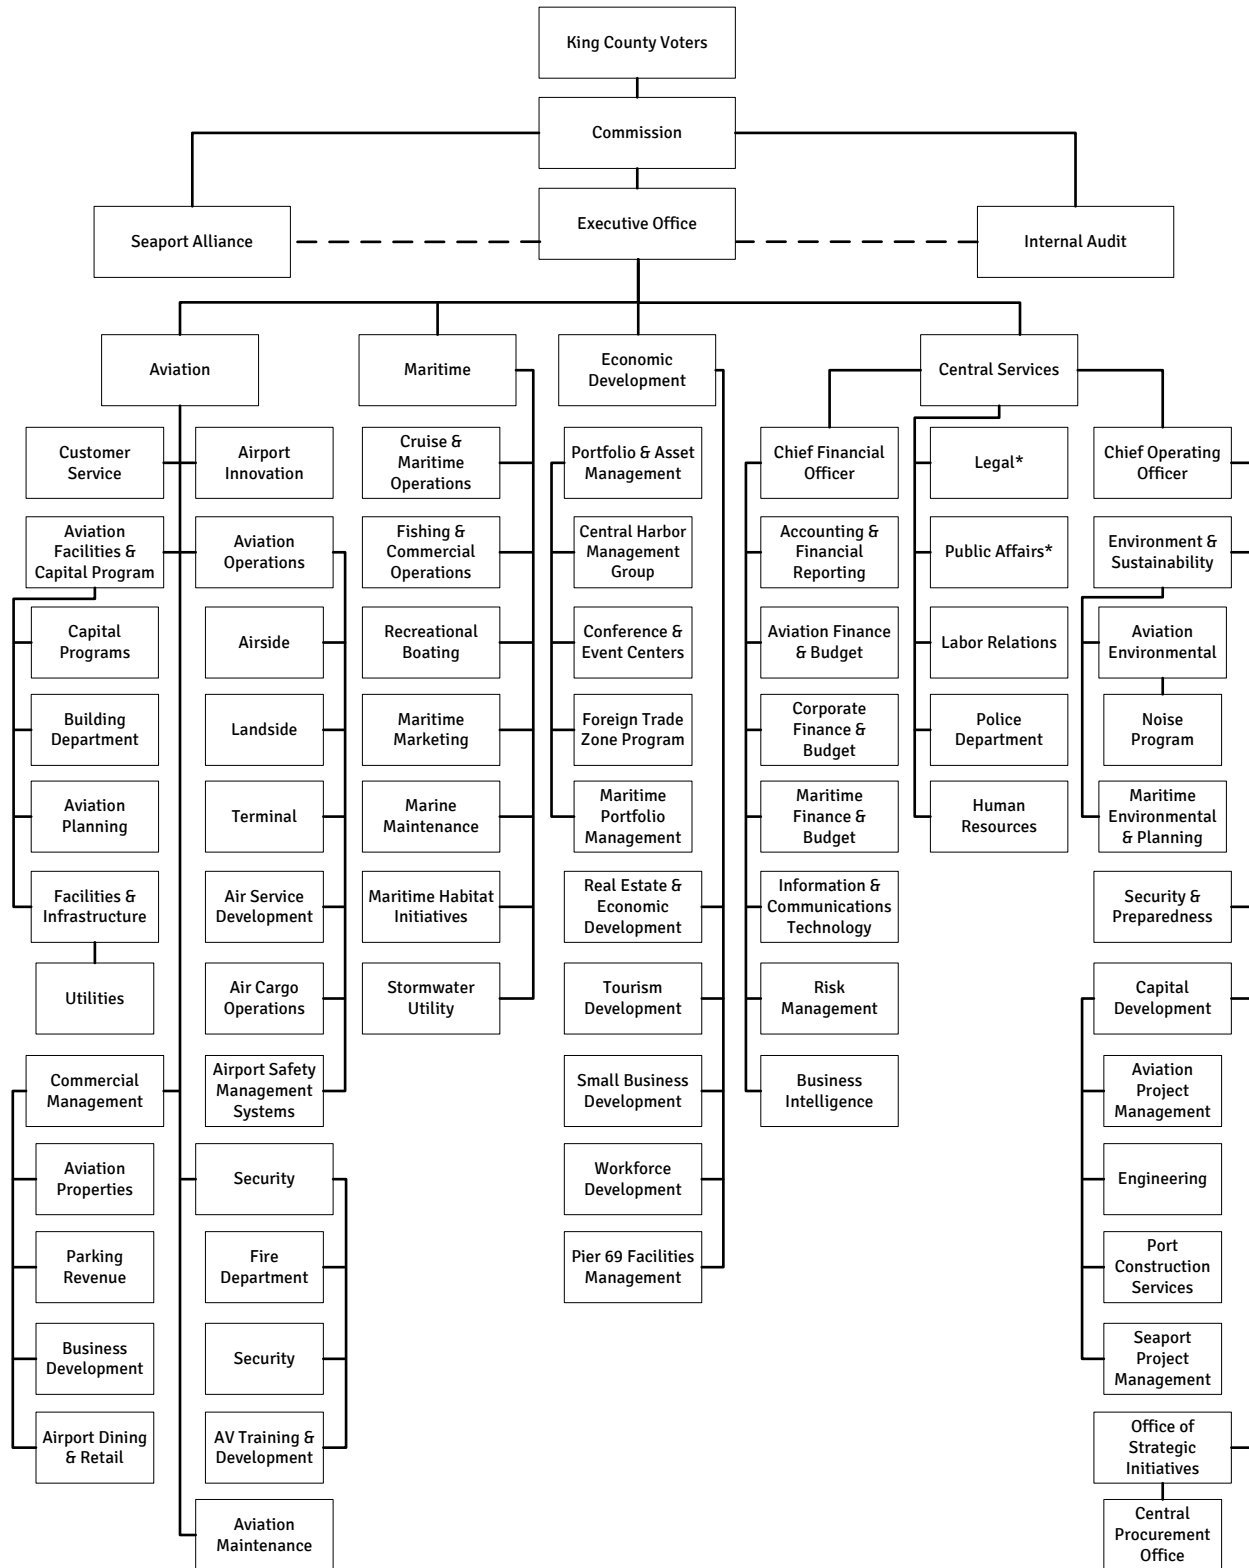 King County Voters
Commission
Executive Office
Seaport Alliance
Internal Audit
Aviation
Maritime
Economic
Development
Central Services
Customer
Service
Airport
Innovation
Aviation
Facilities &
Capital Program
Aviation
Operations
Capital
Programs
Airside
Building
Department
Landside
Aviation
Planning
Terminal
Facilities &
Infrastructure
Air Service
Development
Utilities
Air Cargo
Operations
Commercial
Management
Airport Safety
Management
Systems
Aviation
Properties
Security
Parking
Revenue
Fire
Department
Business
Development
Security
Airport Dining
& Retail
AV Training &
Development
Aviation
Maintenance
Cruise &
Maritime
Operations
Fishing &
Commercial
Operations
Recreational
Boating
Maritime
Marketing
Marine
Maintenance
Maritime Habitat
Initiatives
Stormwater
Utility
Portfolio & Asset
Management
Central Harbor
Management
Group
Conference &
Event Centers
Foreign Trade
Zone Program
Maritime
Portfolio
Management
Real Estate &
Economic
Development
Tourism
Development
Small Business
Development
Workforce
Development
Pier 69 Facilities
Management
Chief Financial
Officer
Accounting &
Financial
Reporting
Aviation Finance
& Budget
Corporate
Finance &
Budget
Maritime
Finance &
Budget
Information &
Communications
Technology
Risk
Management
Business
Intelligence
Legal*
Public Affairs*
Labor Relations
Police
Department
Human
Resources
Chief Operating
Officer
Environment &
Sustainability
Aviation
Environmental
Noise
Program
Maritime
Environmental
& Planning
Security &
Preparedness
Capital
Development
Aviation
Project
Management
Engineering
Port
Construction
Services
Seaport
Project
Management
Office of
Strategic
Initiatives
Central
Procurement
Office